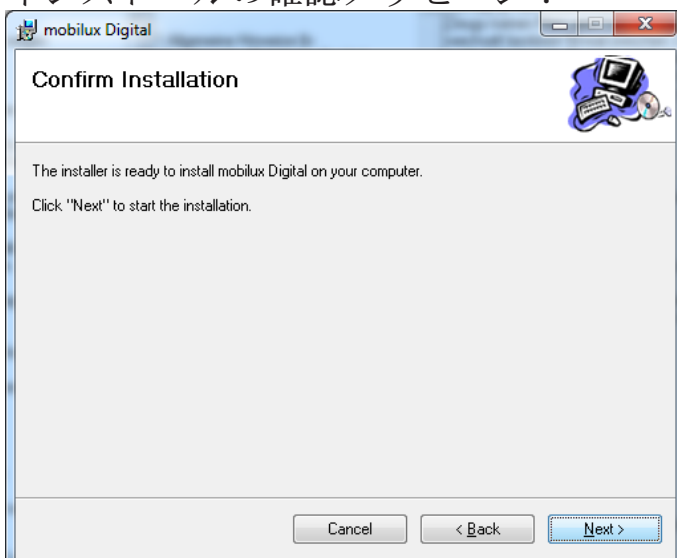 mobilux Digital
Confirm Installation
The installer is ready to install mobilux Digital on your computer.
Click "Next" to start the installation.
Cancel
< Back
Next >